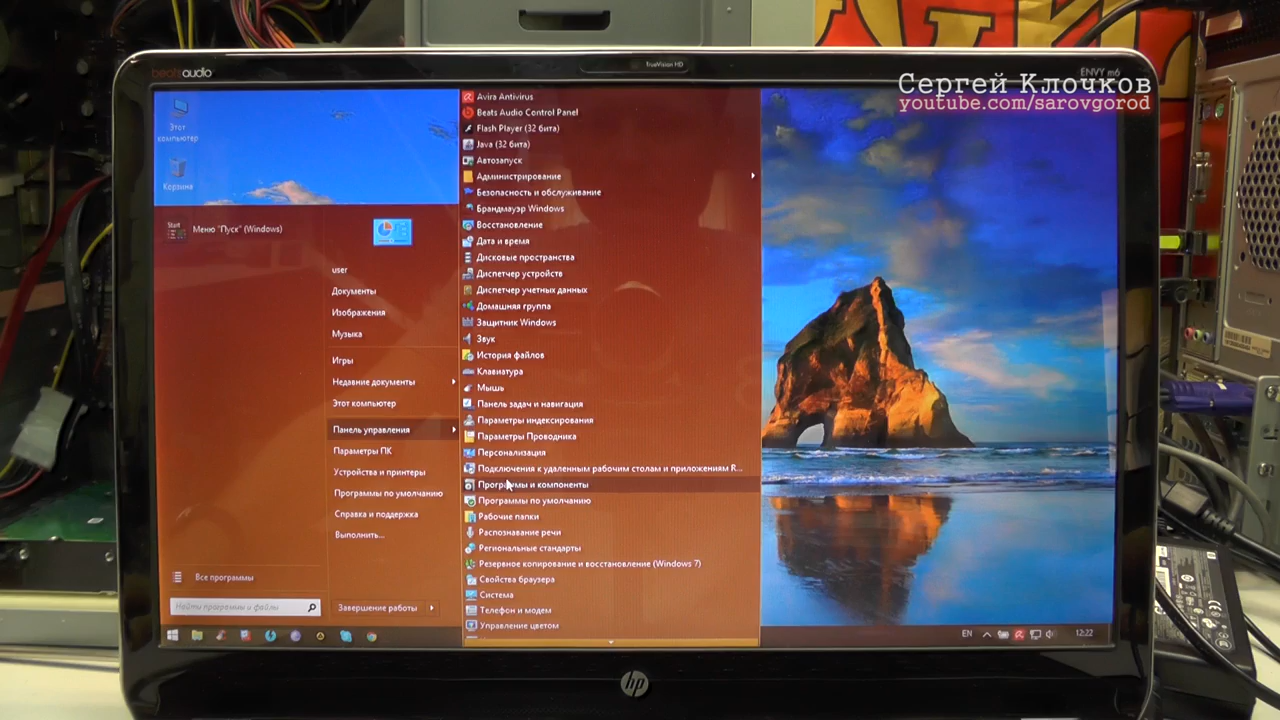 beatsaudio
TrueVision HD
ENVY m6
Сергей Клочков
youtube.com/sarovgorod
Этот
компьютер
Корзина
Start
Меню "Пуск" (Windows)
user
Документы
Изображения
Музыка
Игры
Недавние документы
Этот компьютер
Панель управления
Параметры ПК
Устройства и принтеры
Программы по умолчанию
Справка и поддержка
Выполнить...
Все программы
Найти программы и файлы
Завершение работы
Avira Antivirus
Beats Audio Control Panel
Flash Player (32 бита)
Java (32 бита)
Автозапуск
Администрирование
Безопасность и обслуживание
Брандмауэр Windows
Восстановление
Дата и время
Дисковые пространства
Диспетчер устройств
Диспетчер учетных данных
Домашняя группа
Защитник Windows
Звук
История файлов
Клавиатура
Мышь
Панель задач и навигация
Параметры индексирования
Параметры Проводника
Персонализация
Подключения к удаленным рабочим столам и приложениям R...
Программы и компоненты
Программы по умолчанию
Рабочие папки
Распознавание речи
Региональные стандарты
Резервное копирование и восстановление (Windows 7)
Свойства браузера
Система
Телефон и модем
Управление цветом
EN
12:22
hp